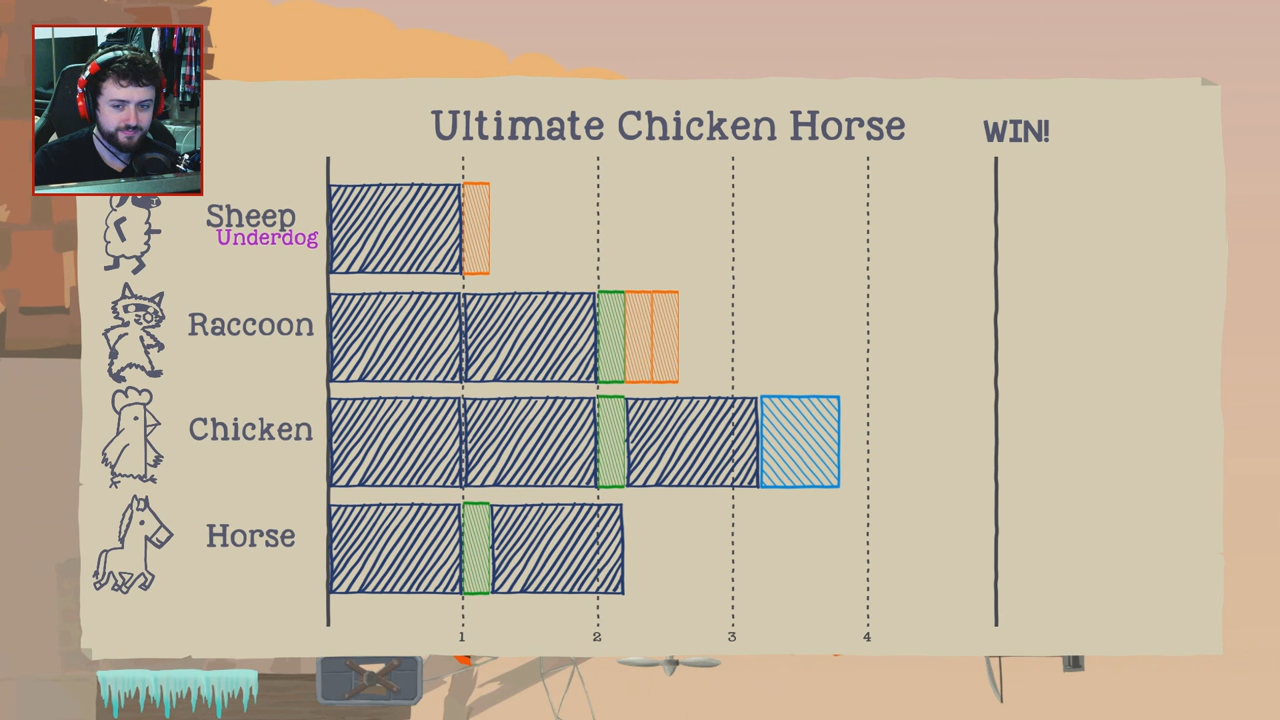 Ultimate Chicken Horse
WIN!
Sheep
Underdog
Raccoon
Chicken
Horse
1 2 3 4